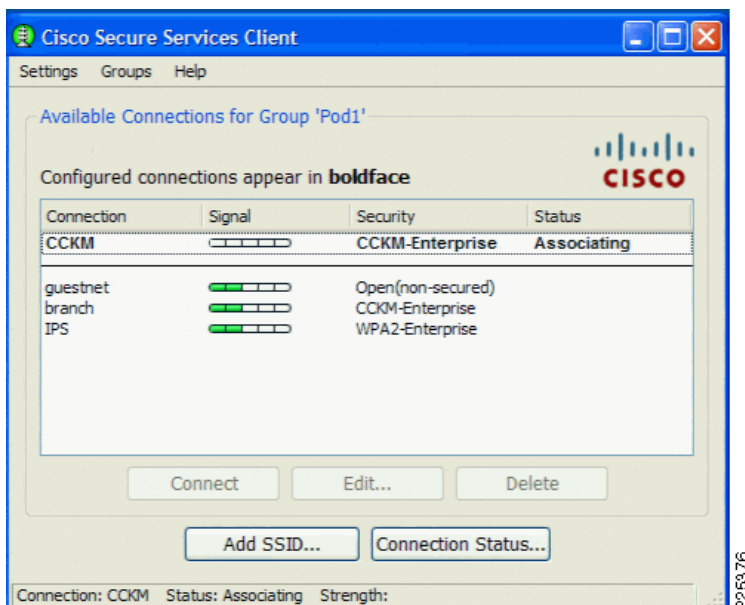 Cisco Secure Services Client
Settings Groups Help
Available Connections for Group 'Pod1'
Configured connections appear in boldface
CISCO
Connection Signal Security Status
CCKM CCKM-Enterprise Associating
guestnet Open(non-secured)
branch CCKM-Enterprise
IPS WPA2-Enterprise
Connect Edit... Delete
Add SSID... Connection Status...
Connection: CCKM Status: Associating Strength:
225376